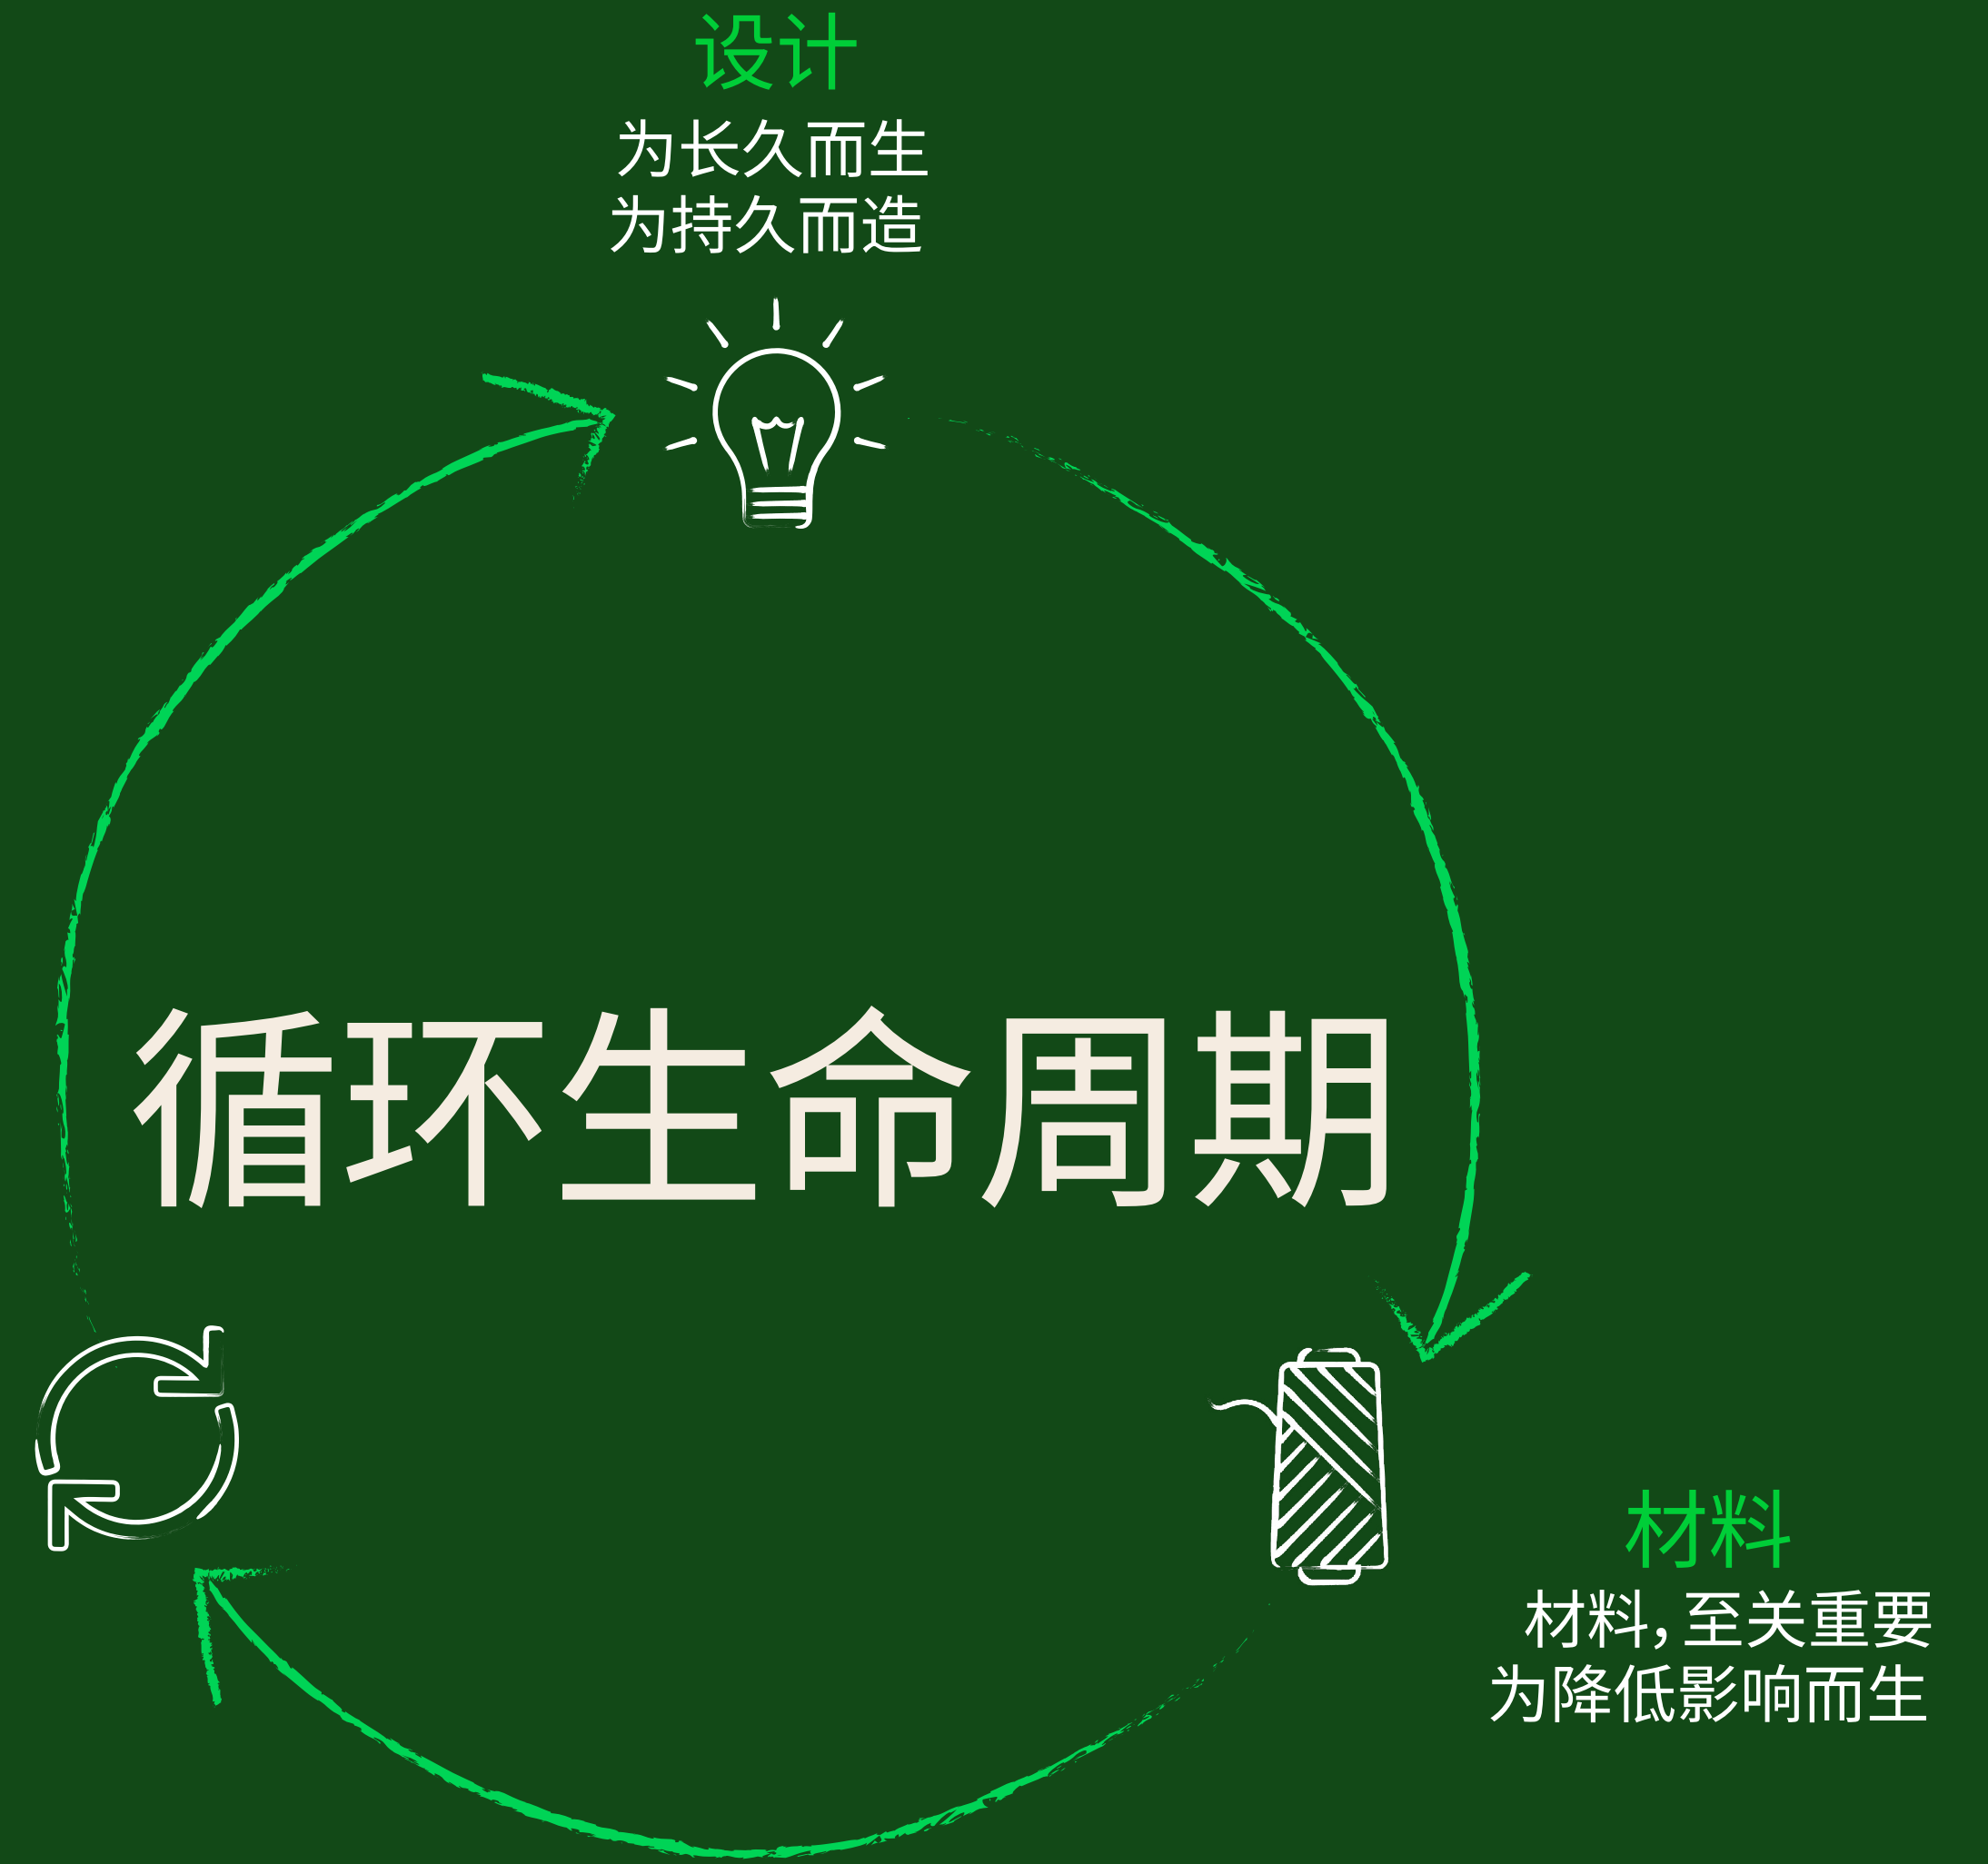 设计
为长久而生
为持久而造
循环生命周期
材料
材料, 至关重要
为降低影响而生